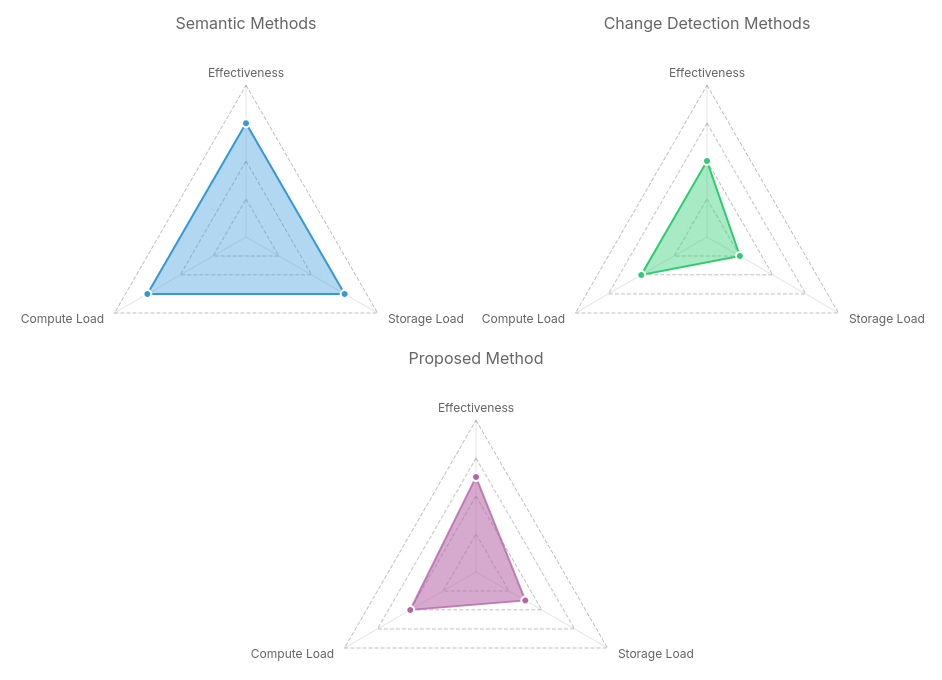 Semantic Methods
Effectiveness
Compute Load
Storage Load
Change Detection Methods
Effectiveness
Compute Load
Storage Load
Proposed Method
Effectiveness
Compute Load
Storage Load